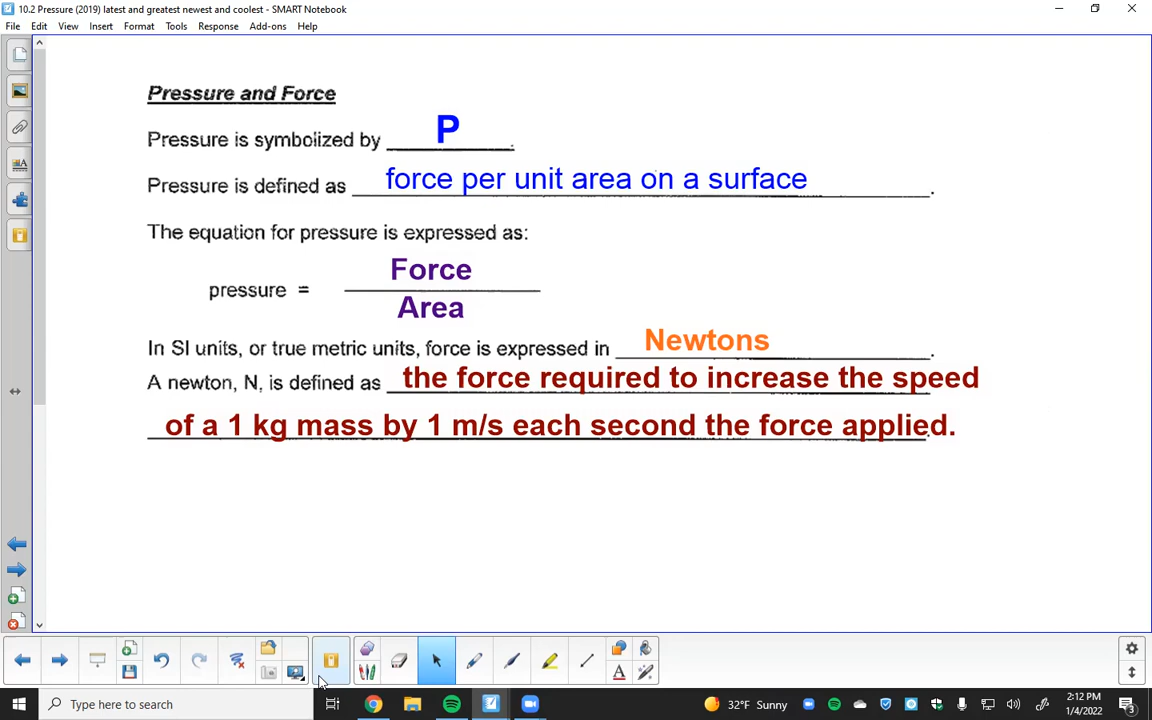 10.2 Pressure (2019) latest and greatest newest and coolest - SMART Notebook
File Edit View Insert Format Tools Response Add-ons Help
Pressure and Force
Pressure is symbolized by P.
Pressure is defined as force per unit area on a surface.
The equation for pressure is expressed as:
Force
pressure =
Area
In SI units, or true metric units, force is expressed in Newtons.
A newton, N, is defined as the force required to increase the speed
of a 1 kg mass by 1 m/s each second the force applied.
Type here to search
32°F Sunny
2:12 PM
1/4/2022
3